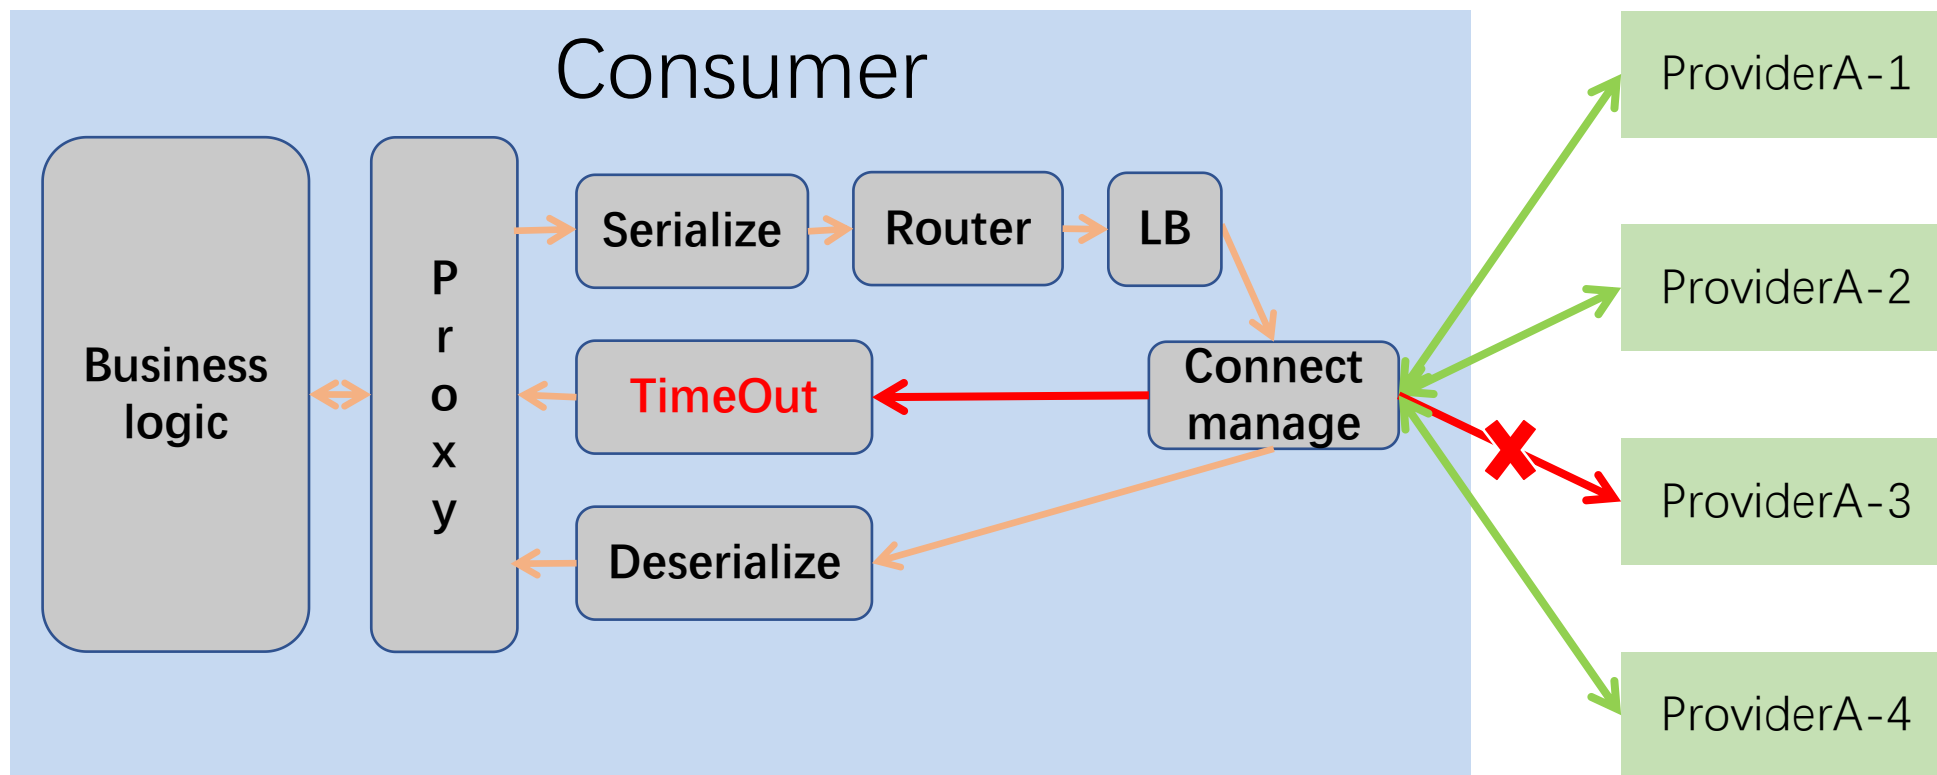 Consumer
Business
logic
P
r
o
x
y
Serialize
Router
LB
TimeOut
Connect
manage
Deserialize
ProviderA-1
ProviderA-2
ProviderA-3
ProviderA-4